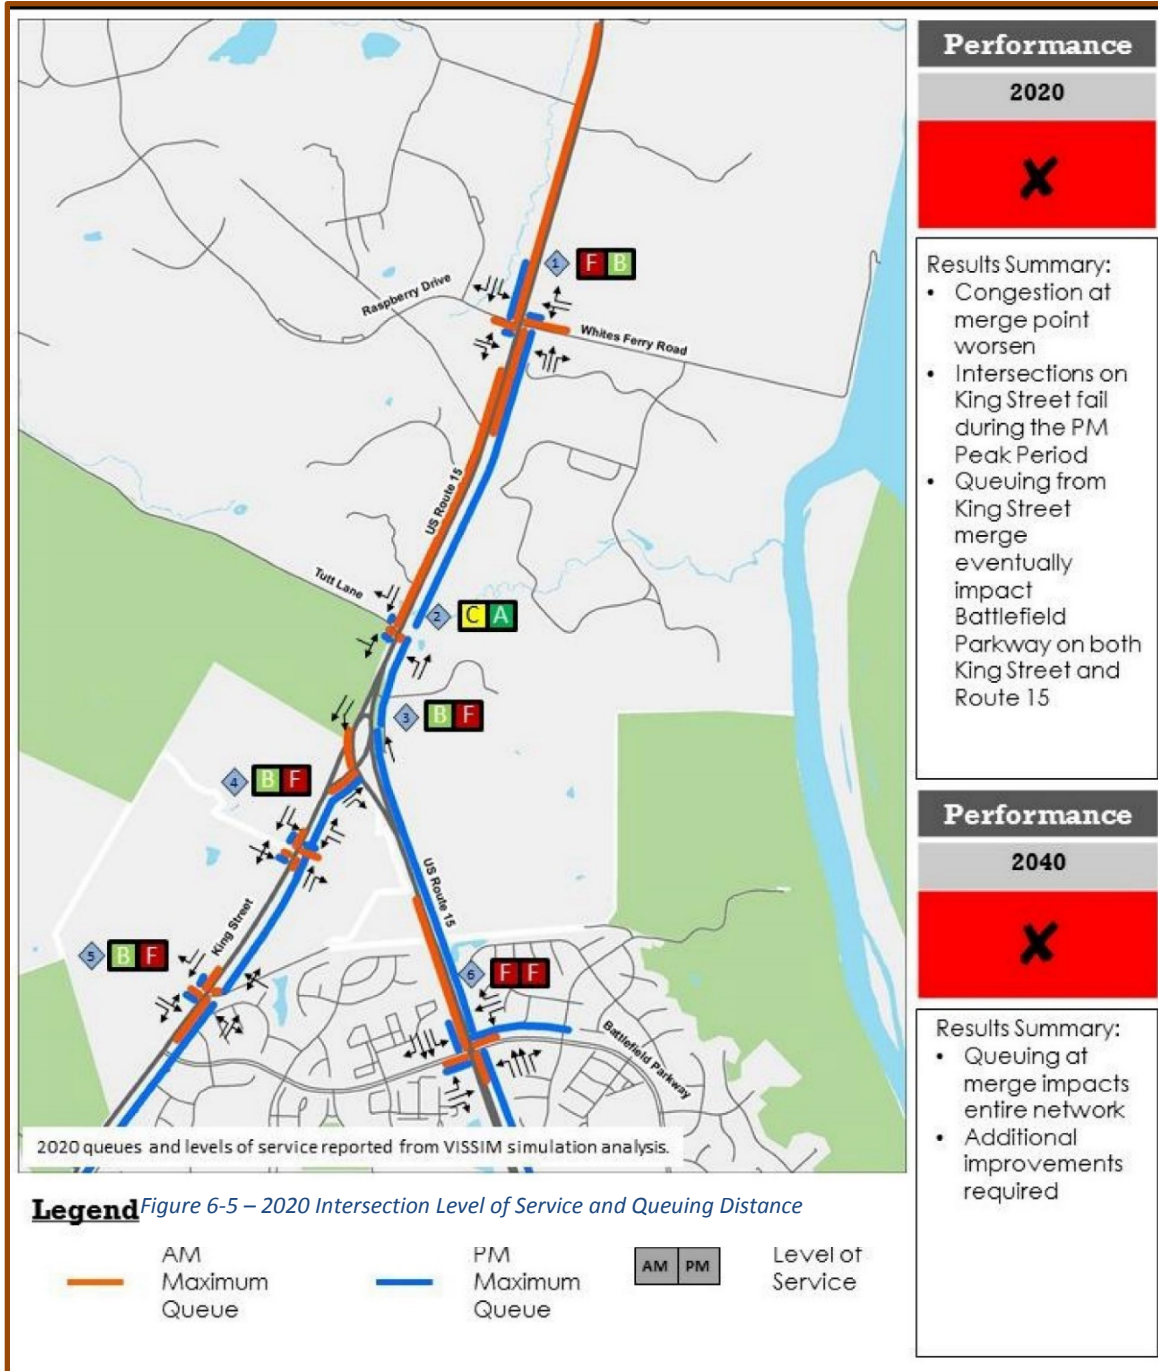 Performance
2020
✘
Results Summary:
• Congestion at
merge point
worsen
• Intersections on
King Street fail
during the PM
Peak Period
• Queuing from
King Street
merge
eventually
impact
Battlefield
Parkway on both
King Street and
Route 15
Performance
2040
✘
Results Summary:
• Queuing at
merge impacts
entire network
• Additional
improvements
required
1 F B
Raspberry Drive
Whites Ferry Road
US Route 15
Tutt Lane
2 C A
3 B F
4 B F
US Route 15
King Street
5 B F
6 F F
Battlefield Parkway
2020 queues and levels of service reported from VISSIM simulation analysis.
Legend
Figure 6-5 – 2020 Intersection Level of Service and Queuing Distance
AM
Maximum
Queue
PM
Maximum
Queue
AM PM
Level of
Service